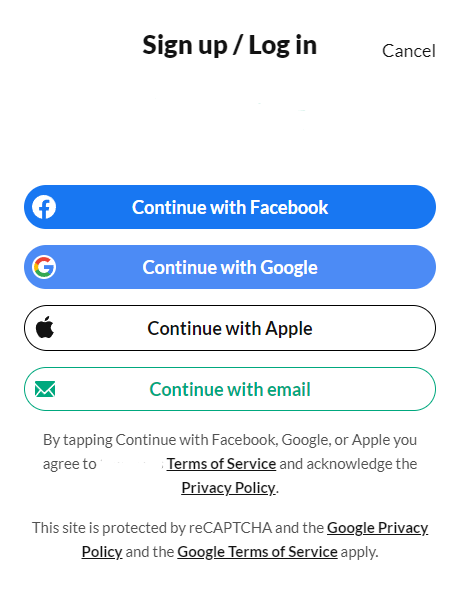 Sign up / Log in
Cancel
Continue with Facebook
Continue with Google
Continue with Apple
Continue with email
By tapping Continue with Facebook, Google, or Apple you
agree to Terms of Service and acknowledge the
Privacy Policy.
This site is protected by reCAPTCHA and the Google Privacy
Policy and the Google Terms of Service apply.